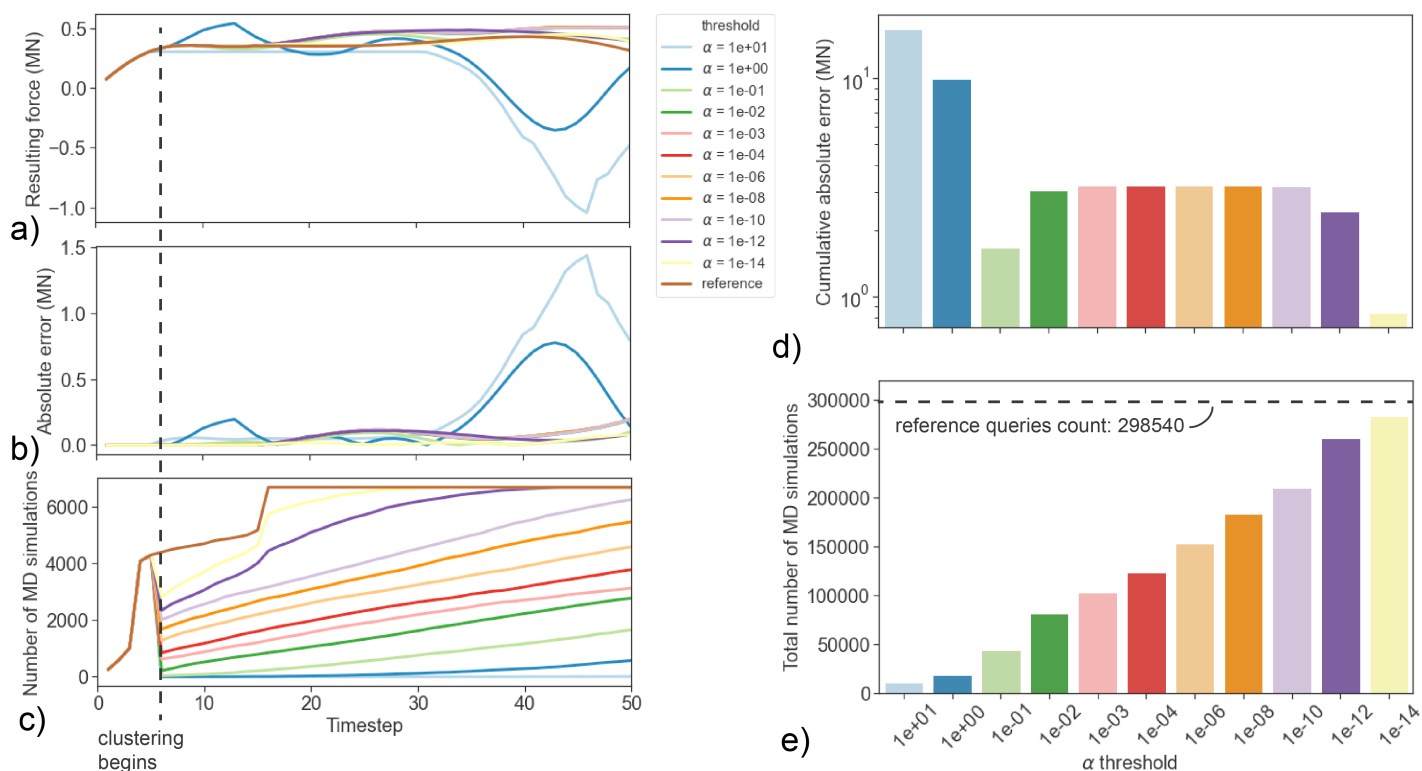 a)
Resulting force (MN)
0.5
0.0
−0.5
−1.0
b)
Absolute error (MN)
1.5
1.0
0.5
0.0
c)
Number of MD simulations
6000
4000
2000
0
0
10
20
30
40
50
Timestep
clustering
begins
threshold
α = 1e+01
α = 1e+00
α = 1e-01
α = 1e-02
α = 1e-03
α = 1e-04
α = 1e-06
α = 1e-08
α = 1e-10
α = 1e-12
α = 1e-14
reference
d)
Cumulative absolute error (MN)
10¹
10⁰
e)
Total number of MD simulations
300000
250000
200000
150000
100000
50000
0
reference queries count: 298540
1e+01
1e+00
1e-01
1e-02
1e-03
1e-04
1e-06
1e-08
1e-10
1e-12
1e-14
α threshold